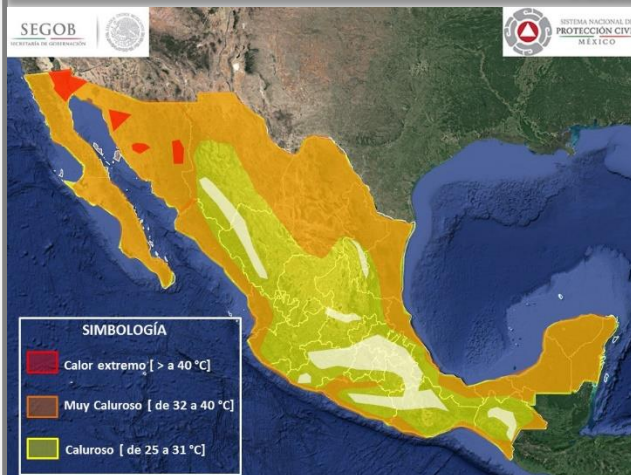 SEGOB
SECRETARÍA DE GOBERNACIÓN
SISTEMA NACIONAL DE
PROTECCIÓN CIVI
MÉXICO
SIMBOLOGÍA
Calor extremo [ > a 40 °C]
Muy Caluroso [ de 32 a 40 °C]
Caluroso [ de 25 a 31 °C]